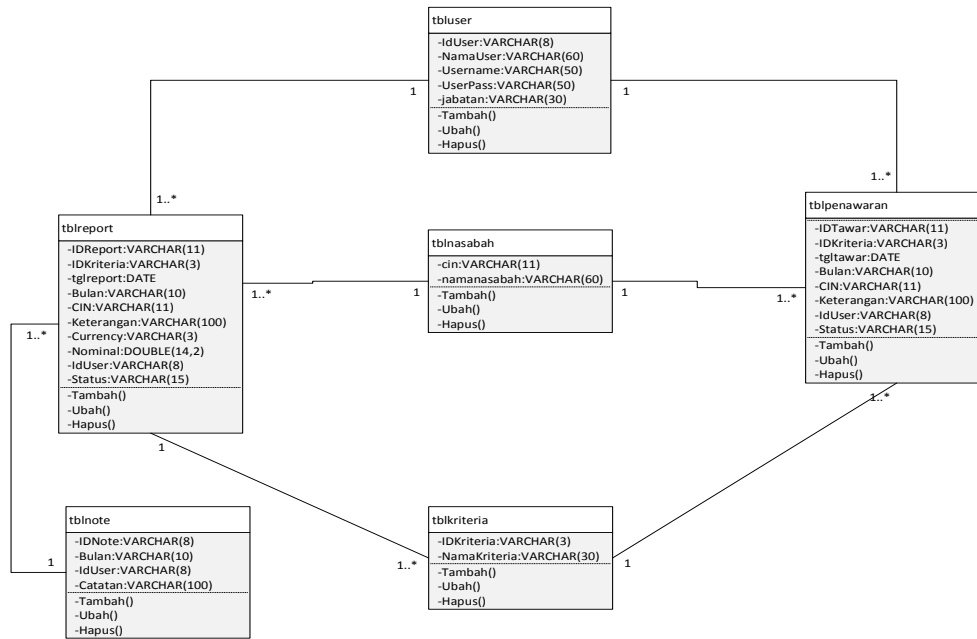 tbluser
-IdUser:VARCHAR(8)
-NamaUser:VARCHAR(60)
-Username:VARCHAR(50)
-UserPass:VARCHAR(50)
-jabatan:VARCHAR(30)
-Tambah()
-Ubah()
-Hapus()
1
1
1..*
1..*
tblreport
-IDReport:VARCHAR(11)
-IDKriteria:VARCHAR(3)
-tglreport:DATE
-Bulan:VARCHAR(10)
-CIN:VARCHAR(11)
-Keterangan:VARCHAR(100)
-Currency:VARCHAR(3)
-Nominal:DOUBLE(14,2)
-IdUser:VARCHAR(8)
-Status:VARCHAR(15)
-Tambah()
-Ubah()
-Hapus()
1..*
1..*
1
tblnasabah
-cin:VARCHAR(11)
-namanasabah:VARCHAR(60)
-Tambah()
-Ubah()
-Hapus()
1
1
1..*
tblpenawaran
-IDTawar:VARCHAR(11)
-IDKriteria:VARCHAR(3)
-tgltawar:DATE
-Bulan:VARCHAR(10)
-CIN:VARCHAR(11)
-Keterangan:VARCHAR(100)
-IdUser:VARCHAR(8)
-Status:VARCHAR(15)
-Tambah()
-Ubah()
-Hapus()
1..*
tblnote
-IDNote:VARCHAR(8)
-Bulan:VARCHAR(10)
-IdUser:VARCHAR(8)
-Catatan:VARCHAR(100)
-Tambah()
-Ubah()
-Hapus()
1
tblkriteria
-IDKriteria:VARCHAR(3)
-NamaKriteria:VARCHAR(30)
-Tambah()
-Ubah()
-Hapus()
1..*
1